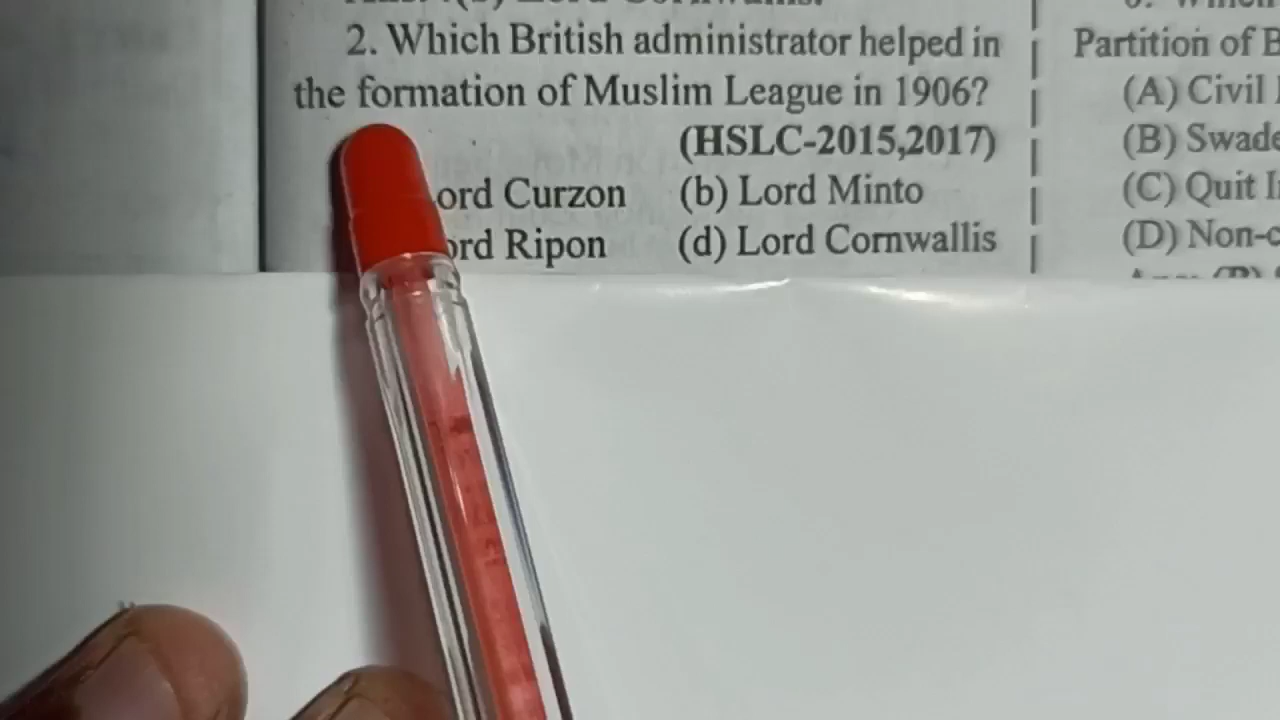 2. Which British administrator helped in
the formation of Muslim League in 1906?
(HSLC-2015,2017)
ord Curzon (b) Lord Minto
ord Ripon (d) Lord Cornwallis
Partition of B
(A) Civil
(B) Swade
(C) Quit I
(D) Non-c